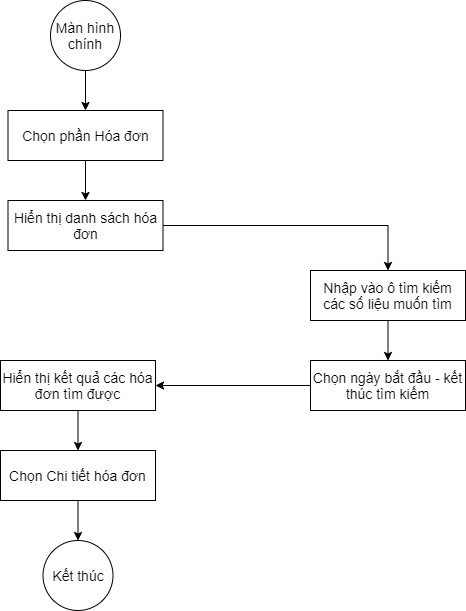 Màn hình
chính
Chọn phần Hóa đơn
Hiển thị danh sách hóa
đơn
Nhập vào ô tìm kiếm
các số liệu muốn tìm
Chọn ngày bắt đầu - kết
thúc tìm kiếm
Hiển thị kết quả các hóa
đơn tìm được
Chọn Chi tiết hóa đơn
Kết thúc